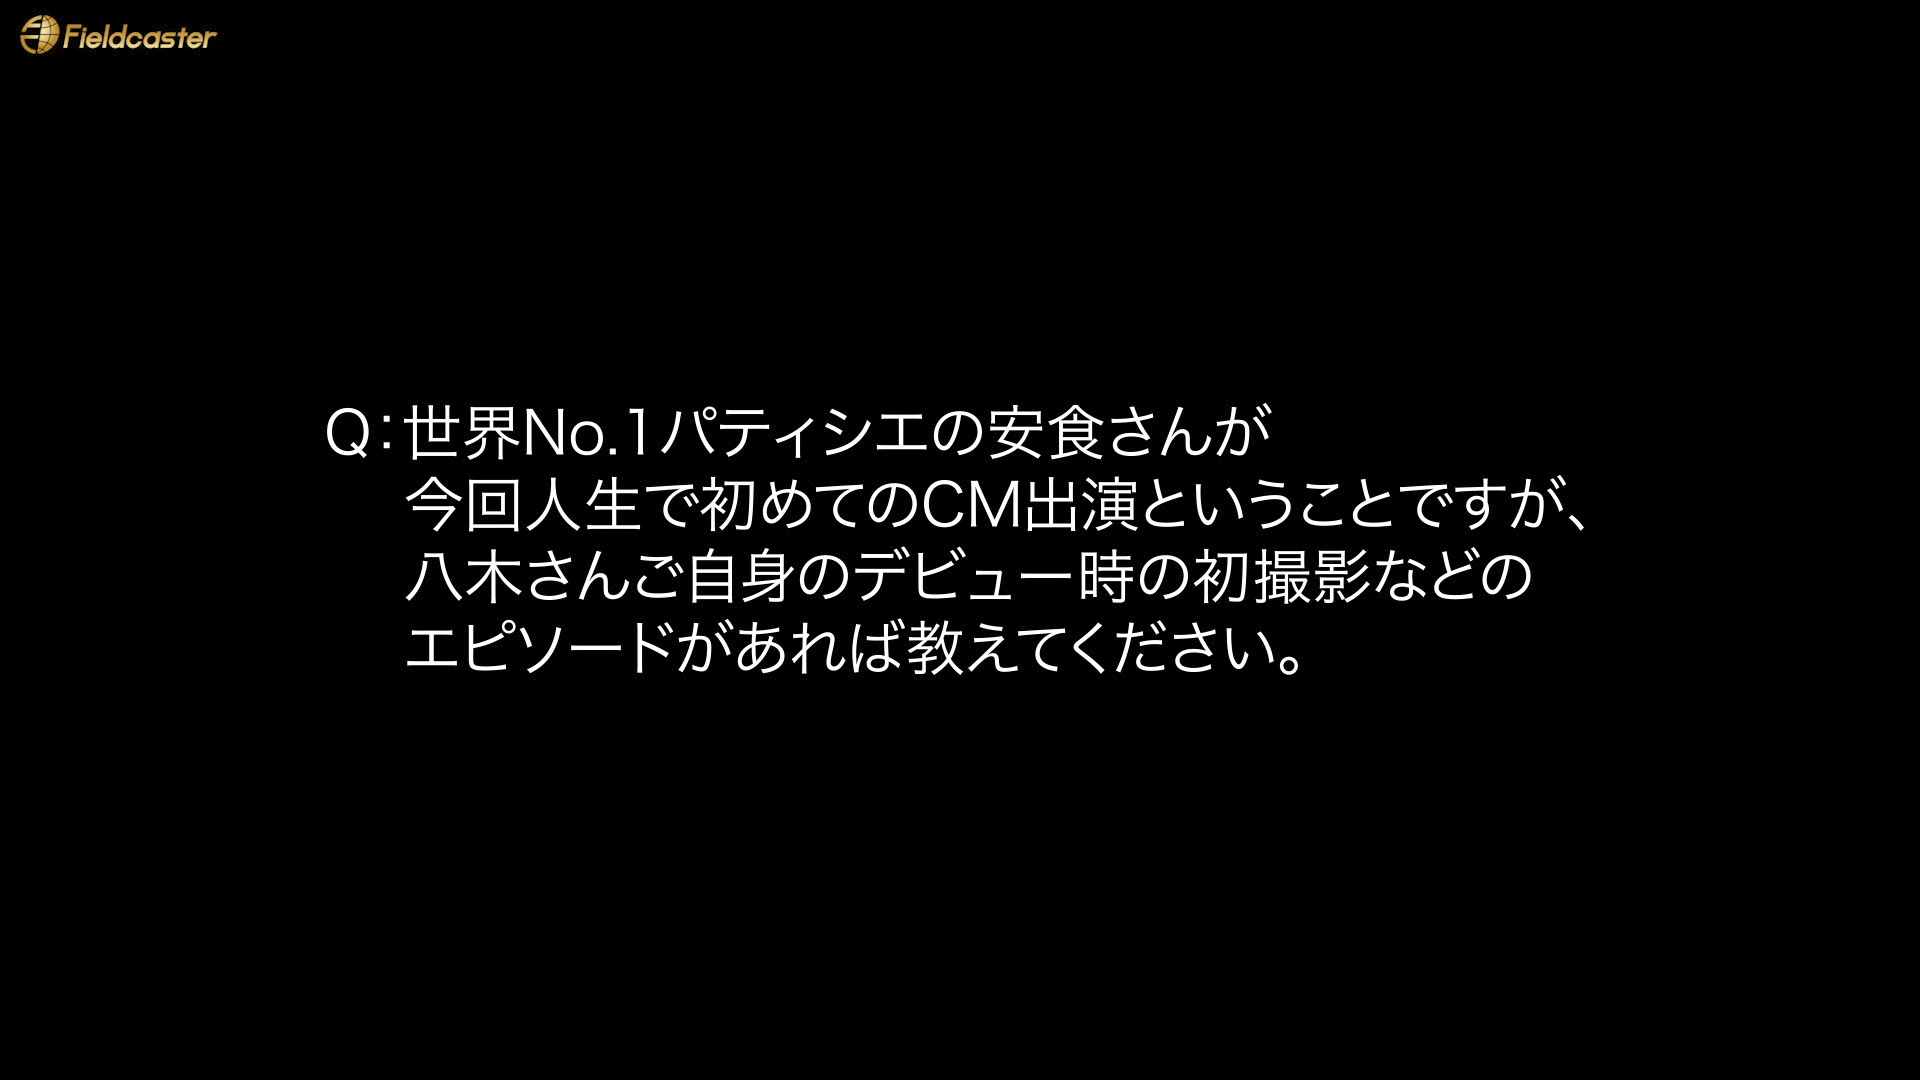 Fieldcaster
Q：世界No.1パティシエの安食さんが
今回人生で初めてのCM出演ということですが、
八木さんご自身のデビュー時の初撮影などの
エピソードがあれば教えてください。